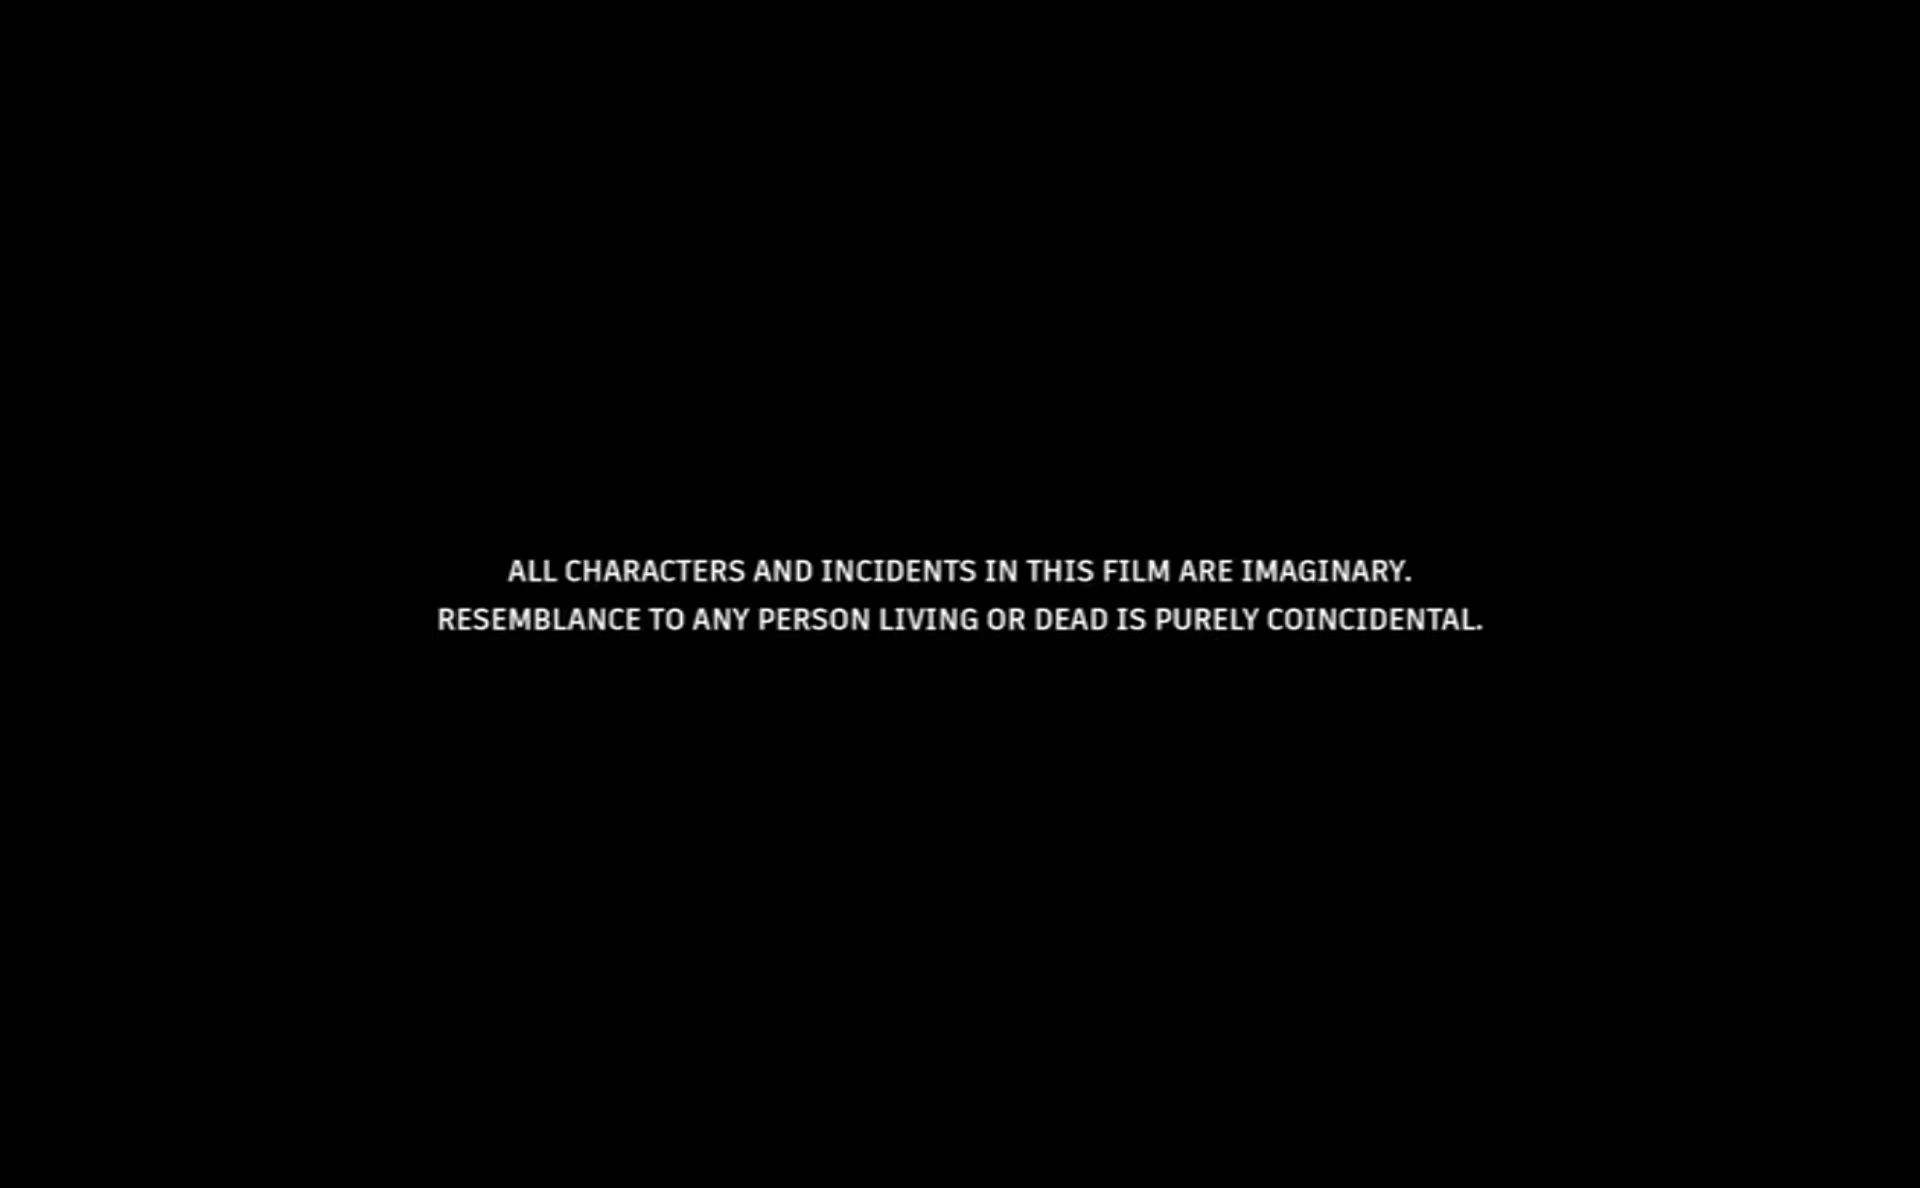 ALL CHARACTERS AND INCIDENTS IN THIS FILM ARE IMAGINARY.
RESEMBLANCE TO ANY PERSON LIVING OR DEAD IS PURELY COINCIDENTAL.